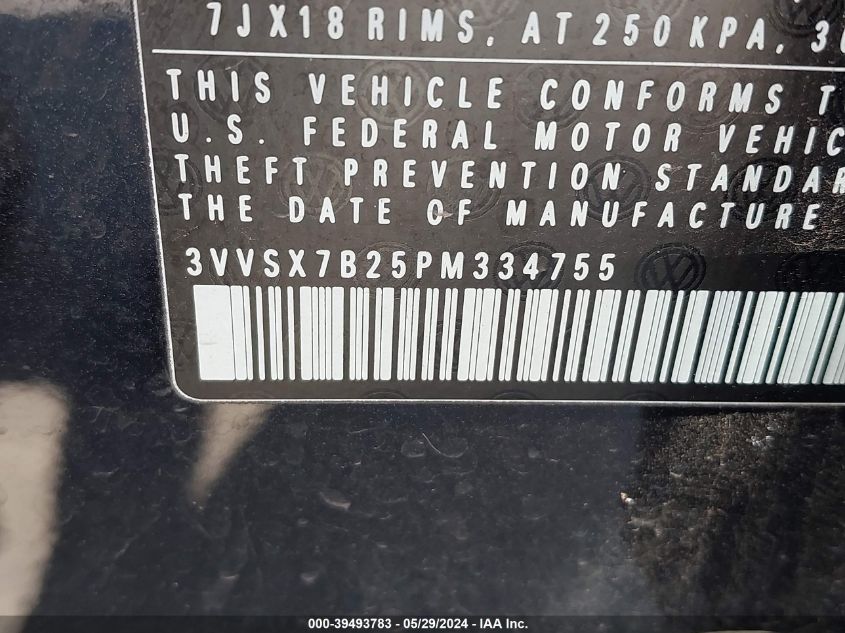 7JX18 RIMS, AT 250 KPA, 
THIS VEHICLE CONFORMS
U.S. FEDERAL MOTOR
THEFT PREVENTION
THE DATE OF MANUFACTURE
3VVSX7B25PM334755
000-39493783 - 05/29/2024 - IAA Inc.